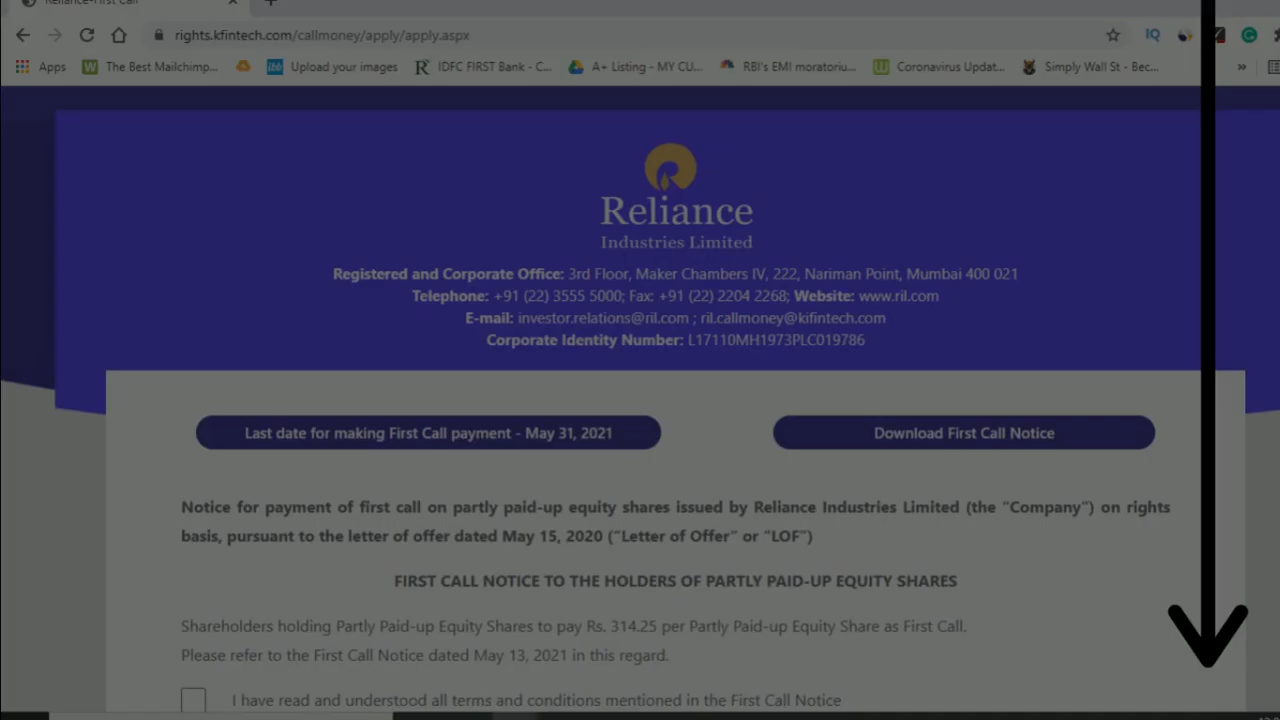 Reliance-First Call
rights.kfintech.com/callmoney/apply/apply.aspx
IQ
Apps
The Best Mailchimp...
Upload your images
IDFC FIRST Bank - C...
A+ Listing - MY CU...
RBI's EMI moratoriu...
Coronavirus Updat...
Simply Wall St - Bec...
Reliance
Industries Limited
Registered and Corporate Office: 3rd Floor, Maker Chambers IV, 222, Nariman Point, Mumbai 400 021
Telephone: +91 (22) 3555 5000; Fax: +91 (22) 2204 2268; Website: www.ril.com
E-mail: investor.relations@ril.com ; ril.callmoney@kifintech.com
Corporate Identity Number: L17110MH1973PLC019786
Last date for making First Call payment - May 31, 2021
Download First Call Notice
Notice for payment of first call on partly paid-up equity shares issued by Reliance Industries Limited (the "Company") on rights
basis, pursuant to the letter of offer dated May 15, 2020 ("Letter of Offer" or "LOF")
FIRST CALL NOTICE TO THE HOLDERS OF PARTLY PAID-UP EQUITY SHARES
Shareholders holding Partly Paid-up Equity Shares to pay Rs. 314.25 per Partly Paid-up Equity Share as First Call.
Please refer to the First Call Notice dated May 13, 2021 in this regard.
I have read and understood all terms and conditions mentioned in the First Call Notice